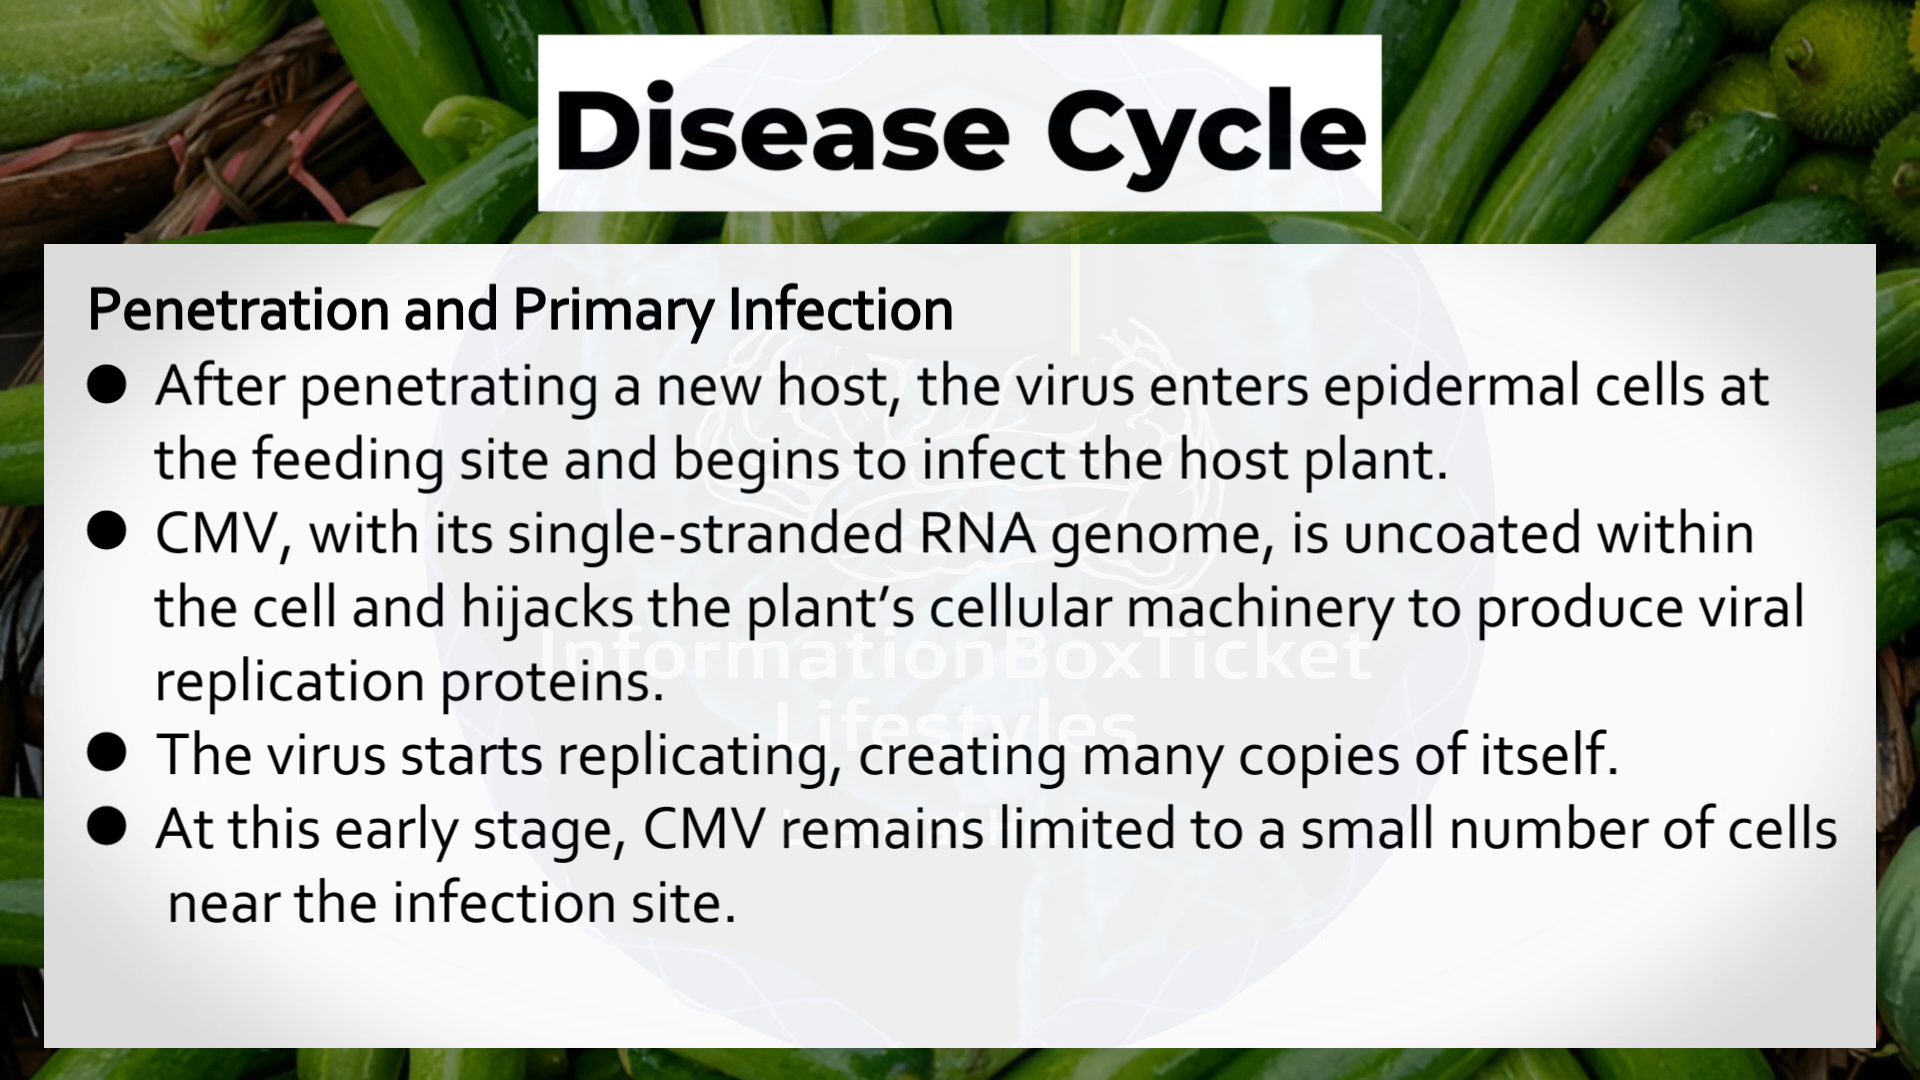 Disease Cycle
Penetration and Primary Infection
● After penetrating a new host, the virus enters epidermal cells at
the feeding site and begins to infect the host plant.
● CMV, with its single-stranded RNA genome, is uncoated within
the cell and hijacks the plant’s cellular machinery to produce viral
replication proteins.
InformationBoxTicket
Lifestyles
● The virus starts replicating, creating many copies of itself.
● At this early stage, CMV remains limited to a small number of cells
near the infection site.